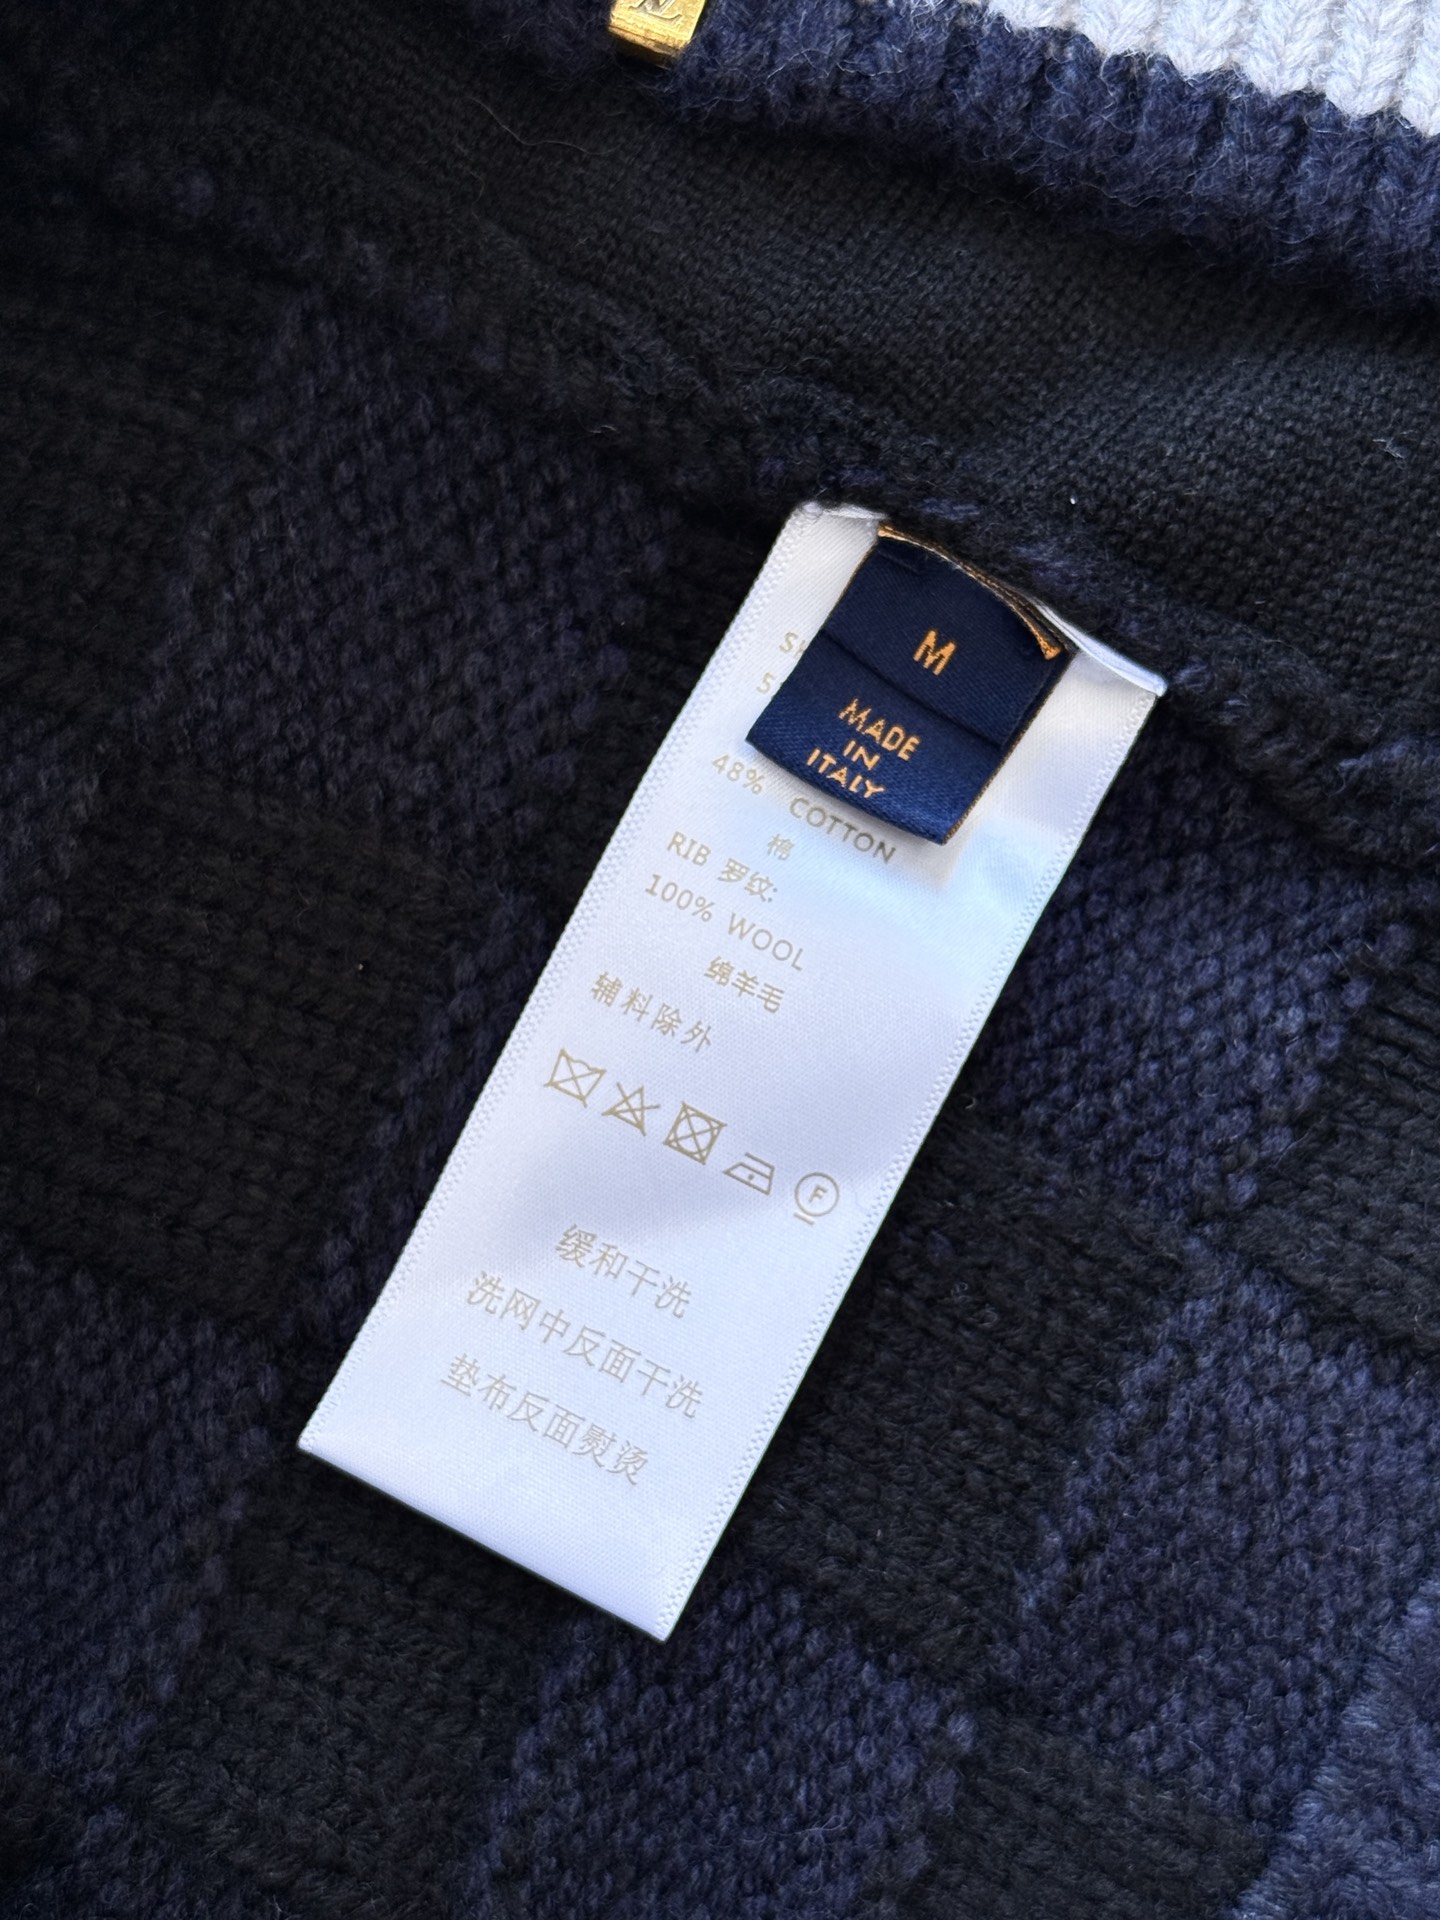 M
MADE
IN
ITALY
48% COTTON
棉
RIB 罗纹:
100% WOOL
绵羊毛
辅料除外
F
缓和干洗
洗网中反面干洗
垫布反面熨烫